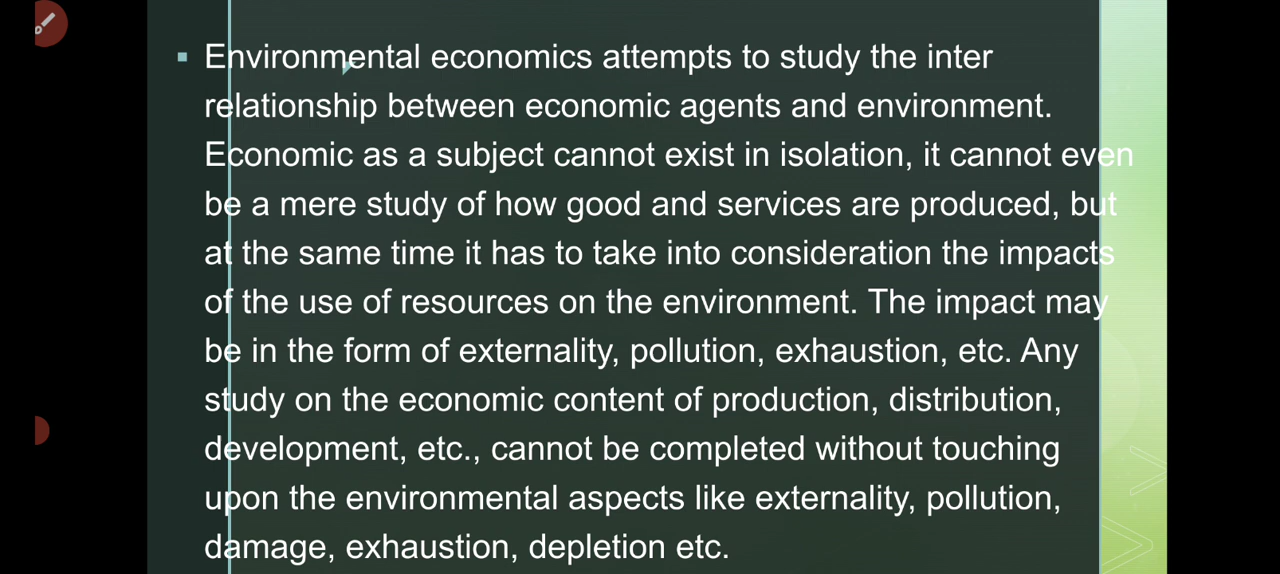 Environmental economics attempts to study the inter
relationship between economic agents and environment.
Economic as a subject cannot exist in isolation, it cannot even
be a mere study of how good and services are produced, but
at the same time it has to take into consideration the impacts
of the use of resources on the environment. The impact may
be in the form of externality, pollution, exhaustion, etc. Any
study on the economic content of production, distribution,
development, etc., cannot be completed without touching
upon the environmental aspects like externality, pollution,
damage, exhaustion, depletion etc.